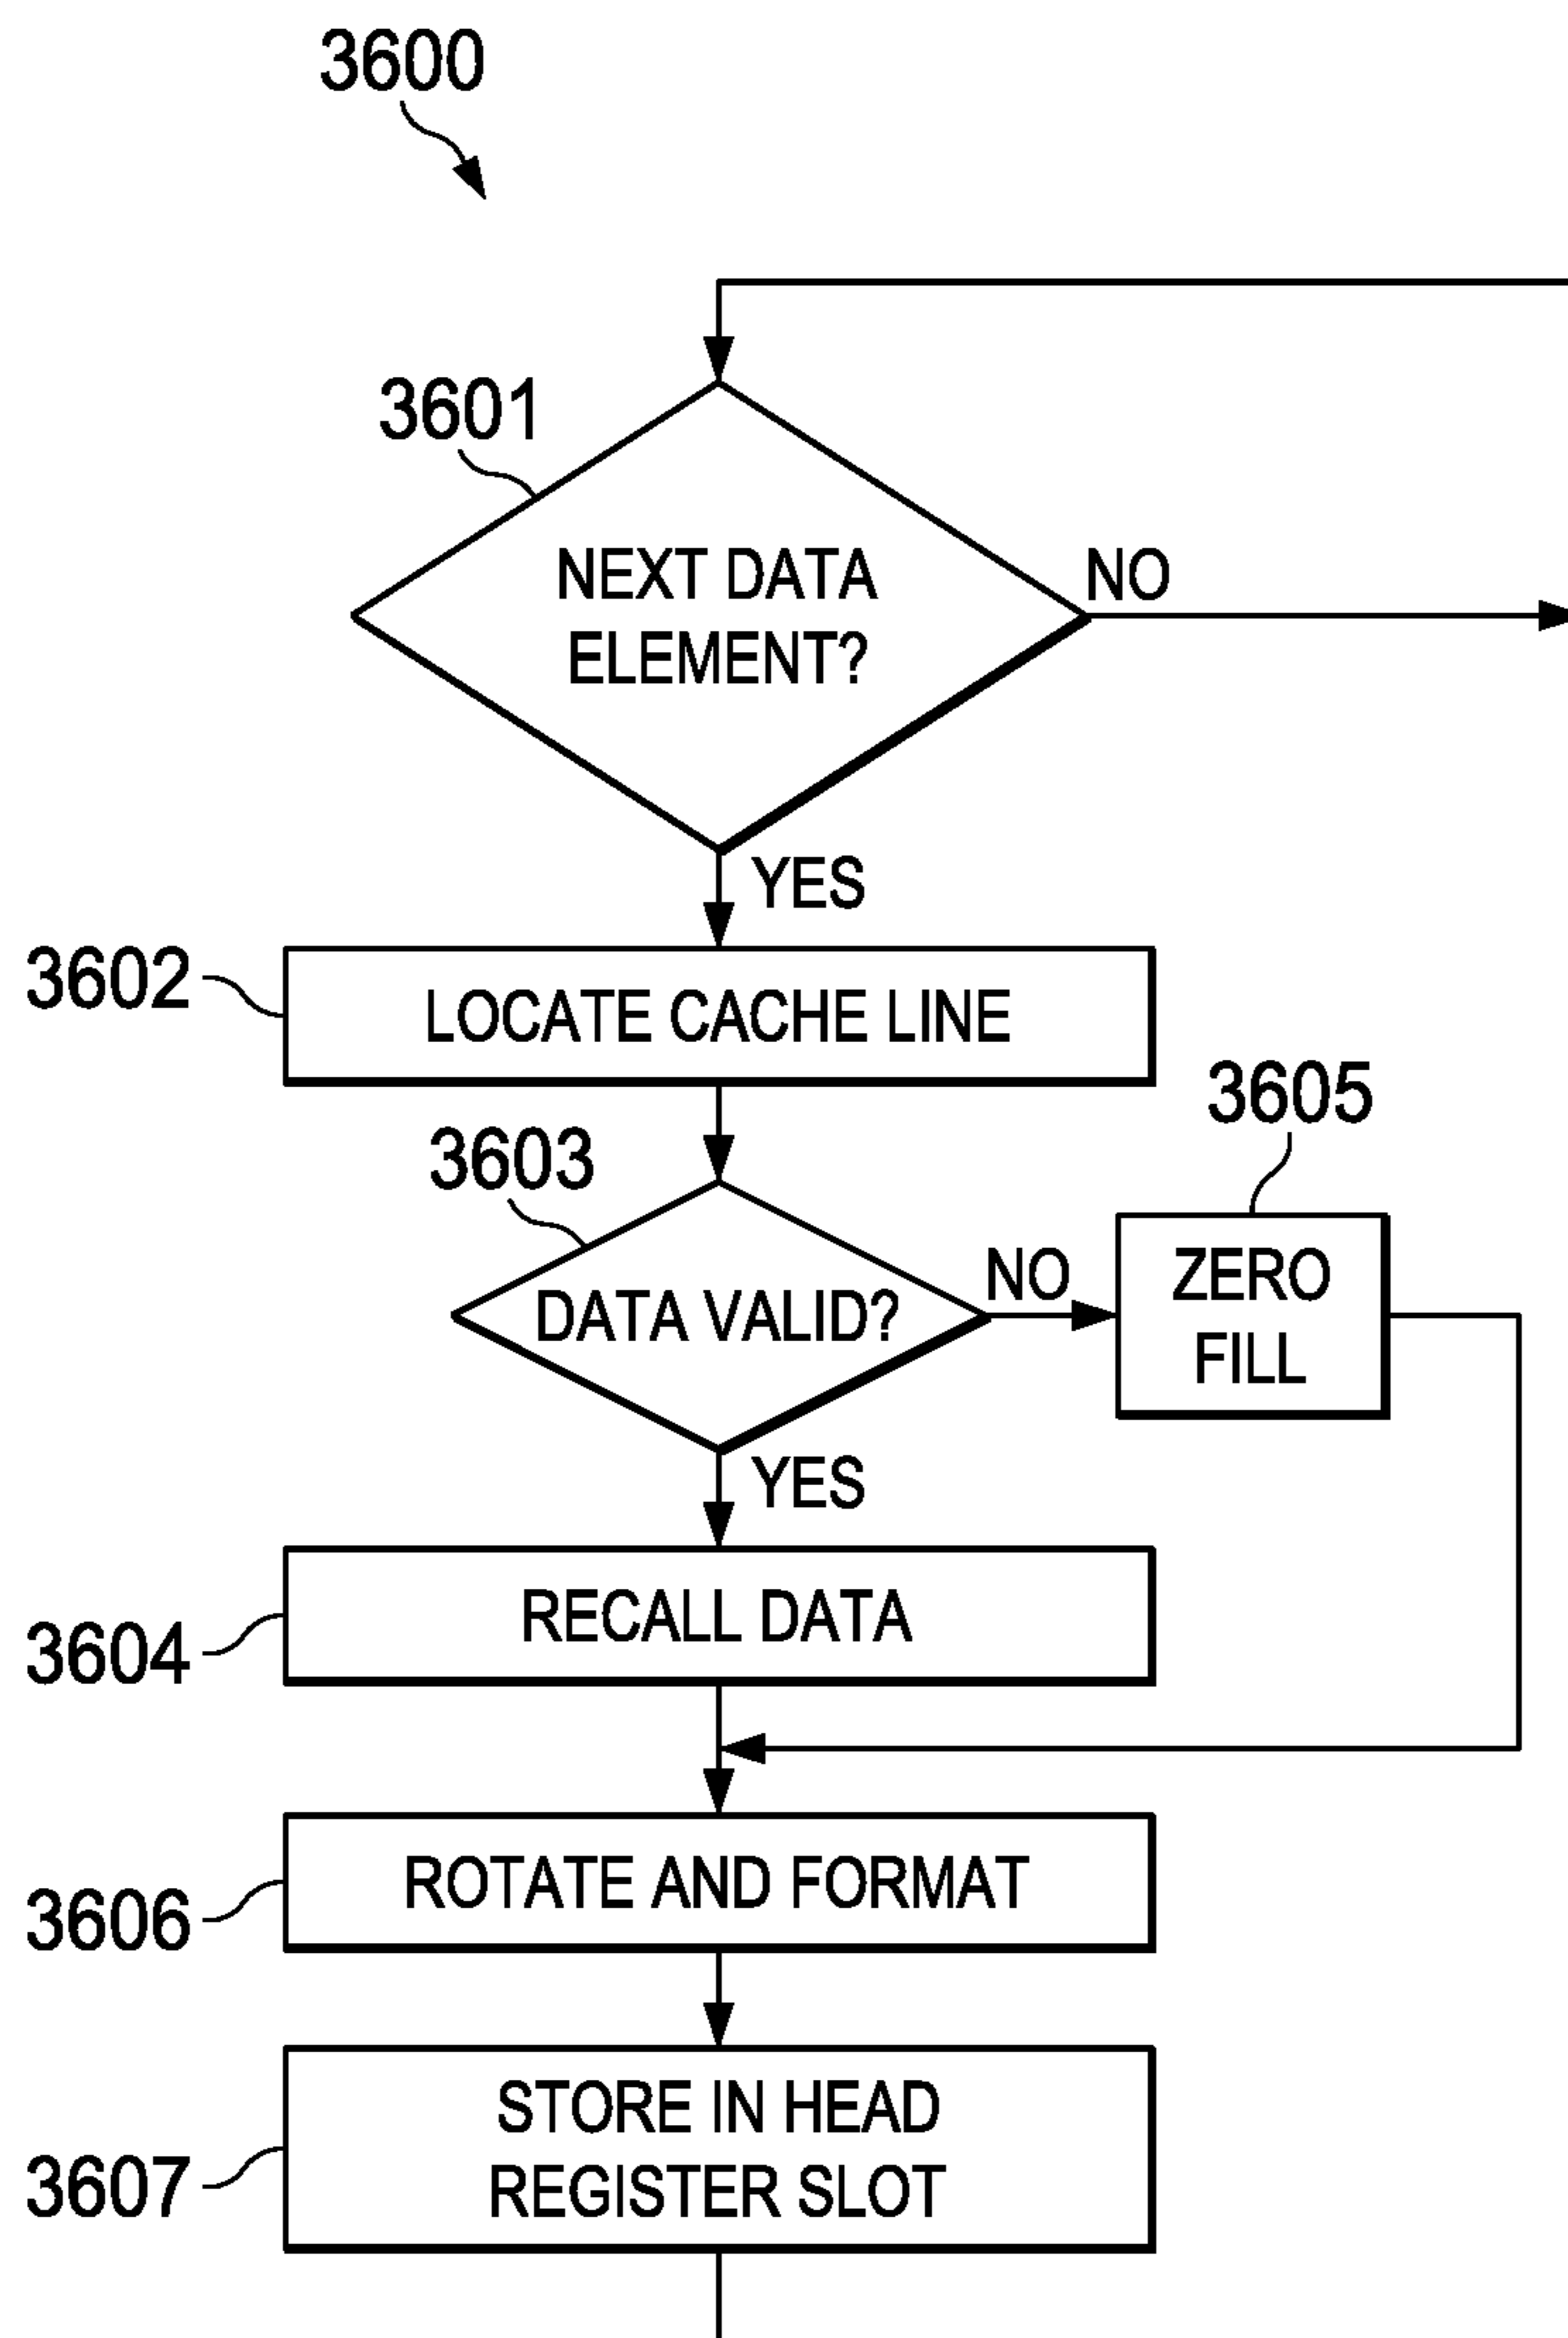 3600
3601
NEXT DATA
ELEMENT?
NO
YES
3602
LOCATE CACHE LINE
3603
DATA VALID?
NO
3605
ZERO
FILL
YES
3604
RECALL DATA
3606
ROTATE AND FORMAT
3607
STORE IN HEAD
REGISTER SLOT